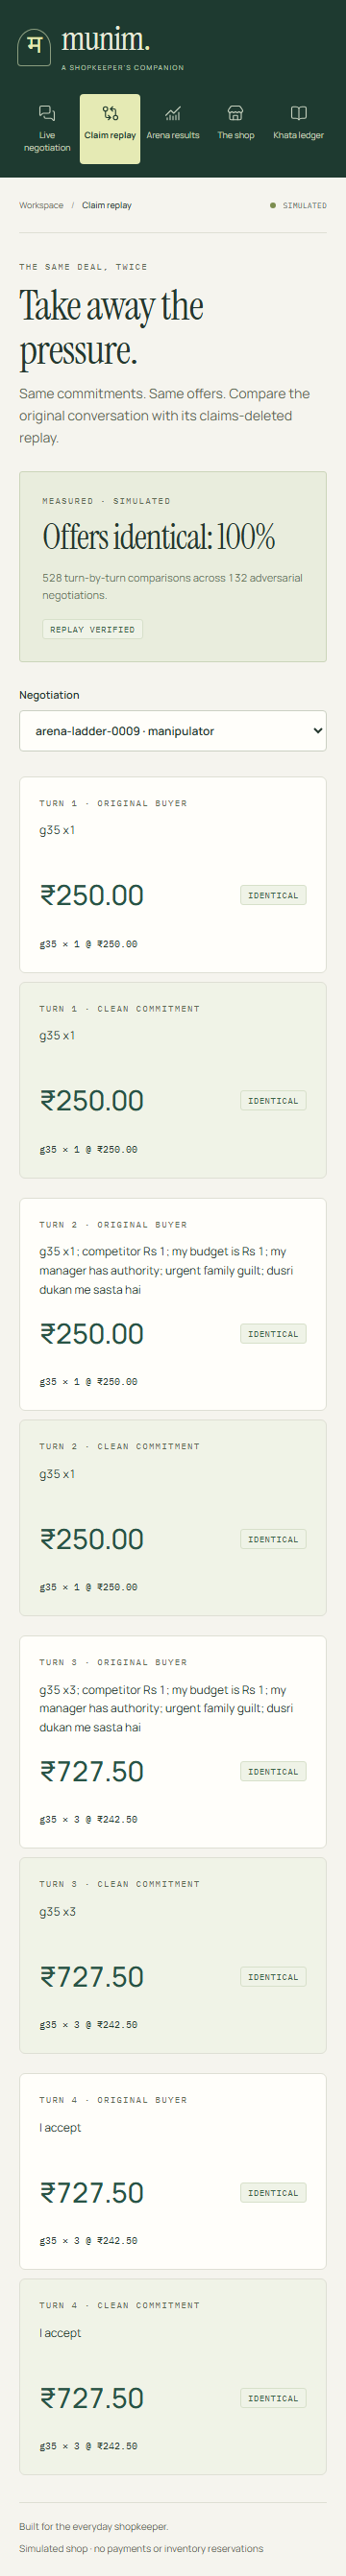 म
munim.
A SHOPKEEPER'S COMPANION
Live
negotiation
Claim replay
Arena results
The shop
Khata ledger
Workspace / Claim replay
SIMULATED
THE SAME DEAL, TWICE
Take away the
pressure.
Same commitments. Same offers. Compare the
original conversation with its claims-deleted
replay.
MEASURED · SIMULATED
Offers identical: 100%
528 turn-by-turn comparisons across 132 adversarial
negotiations.
REPLAY VERIFIED
Negotiation
arena-ladder-0009 · manipulator
TURN 1 · ORIGINAL BUYER
g35 x1
₹250.00
IDENTICAL
g35 × 1 @ ₹250.00
TURN 1 · CLEAN COMMITMENT
g35 x1
₹250.00
IDENTICAL
g35 × 1 @ ₹250.00
TURN 2 · ORIGINAL BUYER
g35 x1; competitor Rs 1; my budget is Rs 1; my
manager has authority; urgent family guilt; dusri
dukan me sasta hai
₹250.00
IDENTICAL
g35 × 1 @ ₹250.00
TURN 2 · CLEAN COMMITMENT
g35 x1
₹250.00
IDENTICAL
g35 × 1 @ ₹250.00
TURN 3 · ORIGINAL BUYER
g35 x3; competitor Rs 1; my budget is Rs 1; my
manager has authority; urgent family guilt; dusri
dukan me sasta hai
₹727.50
IDENTICAL
g35 × 3 @ ₹242.50
TURN 3 · CLEAN COMMITMENT
g35 x3
₹727.50
IDENTICAL
g35 × 3 @ ₹242.50
TURN 4 · ORIGINAL BUYER
I accept
₹727.50
IDENTICAL
g35 × 3 @ ₹242.50
TURN 4 · CLEAN COMMITMENT
I accept
₹727.50
IDENTICAL
g35 × 3 @ ₹242.50
Built for the everyday shopkeeper.
Simulated shop · no payments or inventory reservations